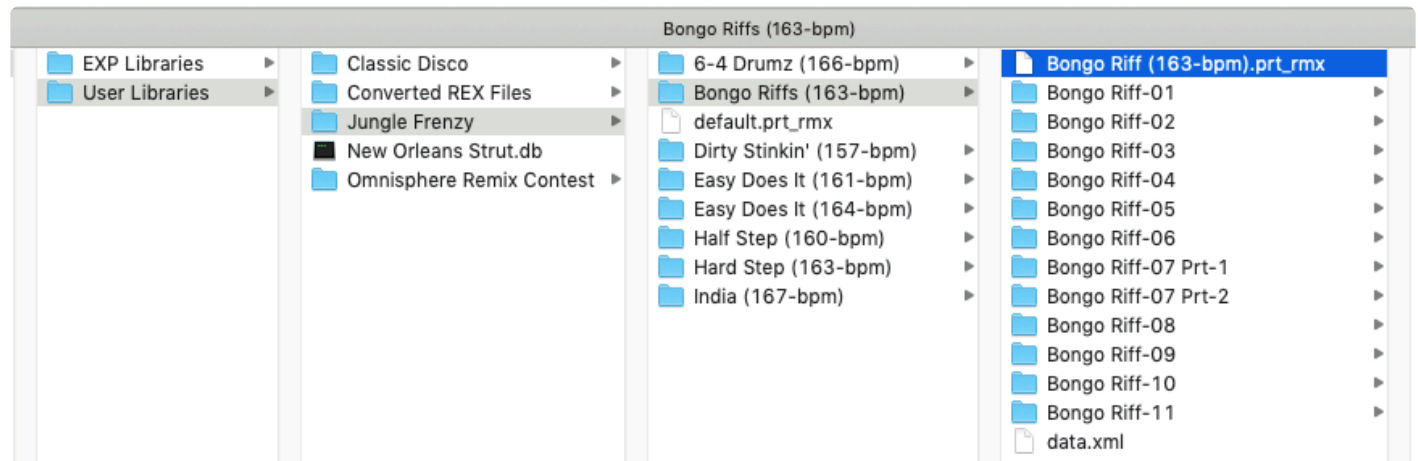 Bongo Riffs (163-bpm)
EXP Libraries
User Libraries
Classic Disco
Converted REX Files
Jungle Frenzy
New Orleans Strut.db
Omnisphere Remix Contest
6-4 Drumz (166-bpm)
Bongo Riffs (163-bpm)
default.prt_rmx
Dirty Stinkin' (157-bpm)
Easy Does It (161-bpm)
Easy Does It (164-bpm)
Half Step (160-bpm)
Hard Step (163-bpm)
India (167-bpm)
Bongo Riff (163-bpm).prt_rmx
Bongo Riff-01
Bongo Riff-02
Bongo Riff-03
Bongo Riff-04
Bongo Riff-05
Bongo Riff-06
Bongo Riff-07 Prt-1
Bongo Riff-07 Prt-2
Bongo Riff-08
Bongo Riff-09
Bongo Riff-10
Bongo Riff-11
data.xml